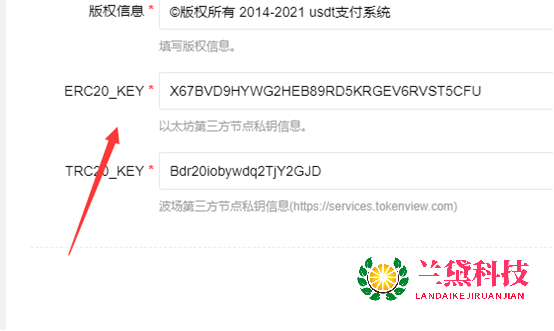 版权信息 * ©版权所有 2014-2021 usdt支付系统
填写版权信息。
ERC20_KEY * X67BVD9HYWG2HEB89RD5KRGEV6RVST5CFU
以太坊第三方节点私钥信息。
TRC20_KEY * Bdr20iobywdq2TjY2GJD
波场第三方节点私钥信息(https://services.tokenview.com)
兰黛科技
LANDAIKEJIRUANJIAN